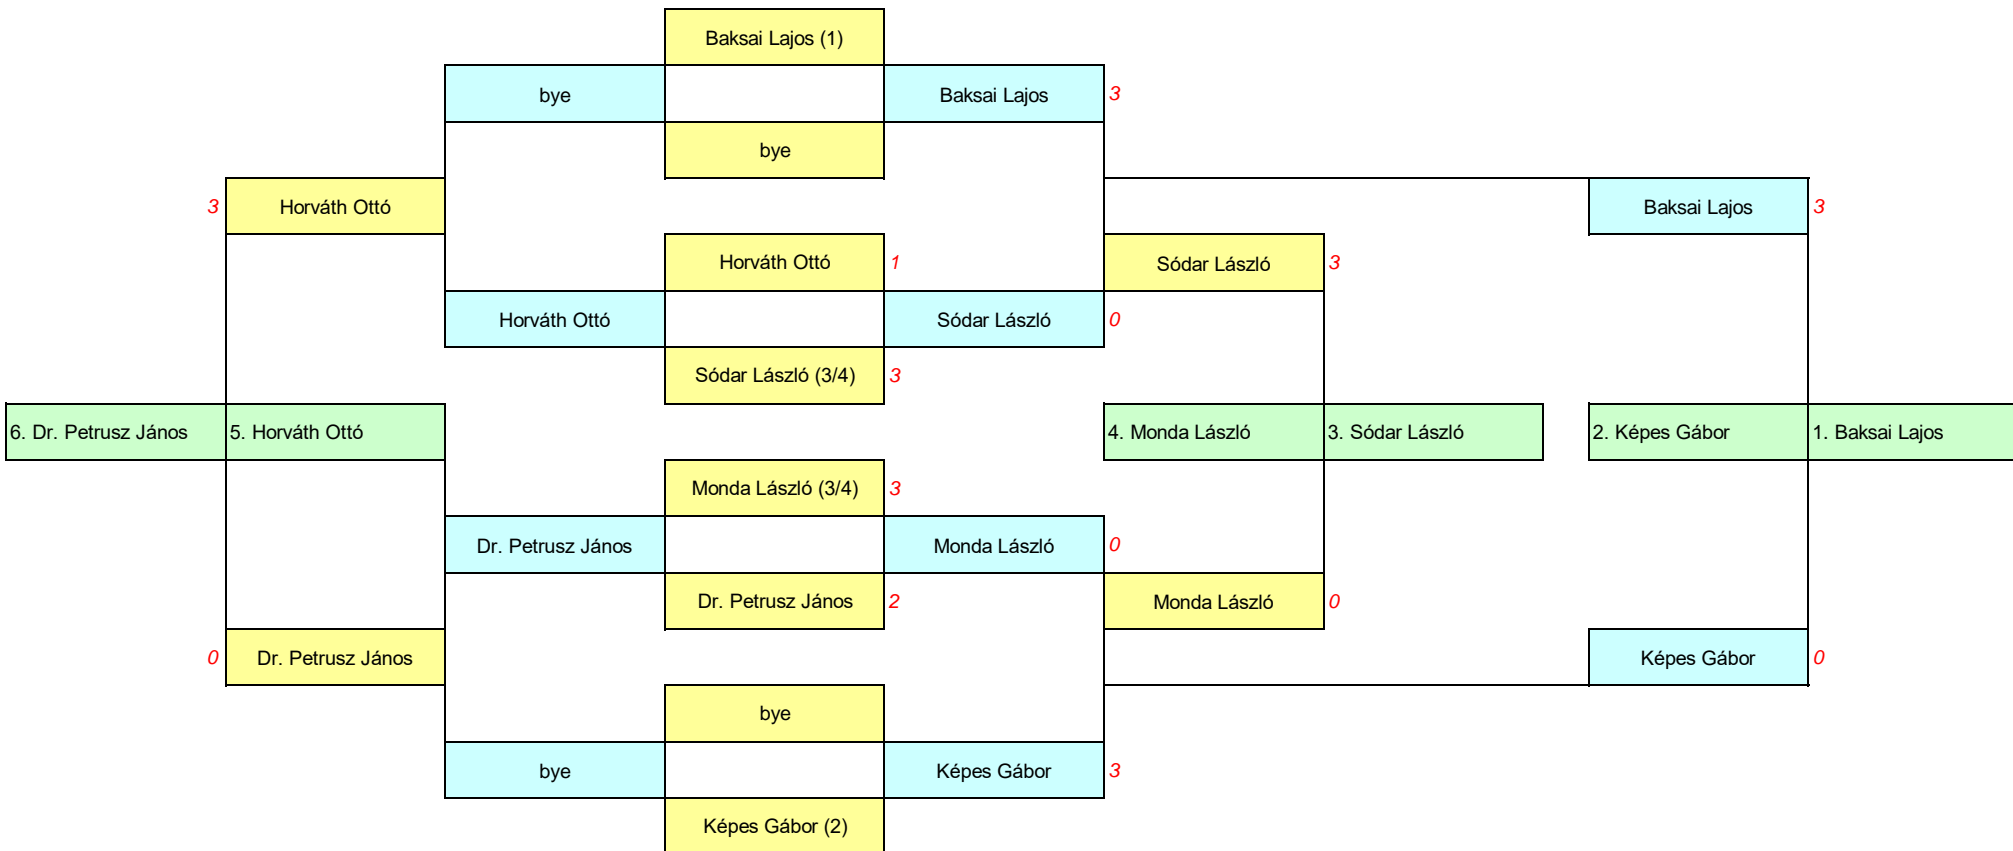 Baksai Lajos (1)
bye Baksai Lajos 3
bye
3 Horváth Ottó Baksai Lajos 3
Horváth Ottó 1 Sódar László 3
Horváth Ottó Sódar László 0
Sódar László (3/4) 3
6. Dr. Petrusz János 5. Horváth Ottó 4. Monda László 3. Sódar László 2. Képes Gábor 1. Baksai Lajos
Monda László (3/4) 3
Dr. Petrusz János Monda László 0
Dr. Petrusz János 2 Monda László 0
0 Dr. Petrusz János Képes Gábor 0
bye
bye Képes Gábor 3
Képes Gábor (2)